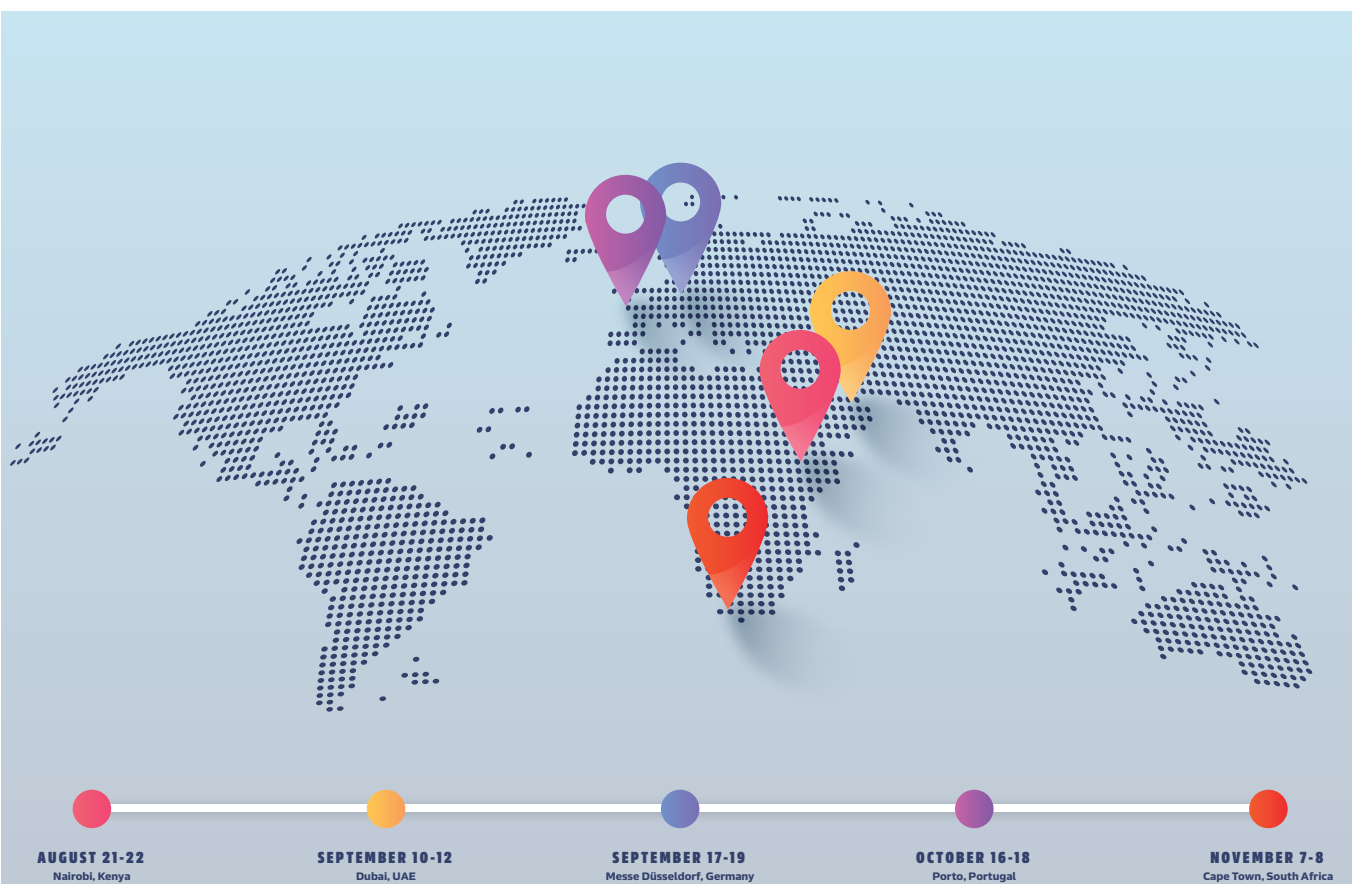 AUGUST 21-22
Nairobi, Kenya
SEPTEMBER 10-12
Dubai, UAE
SEPTEMBER 17-19
Messe Düsseldorf, Germany
OCTOBER 16-18
Porto, Portugal
NOVEMBER 7-8
Cape Town, South Africa